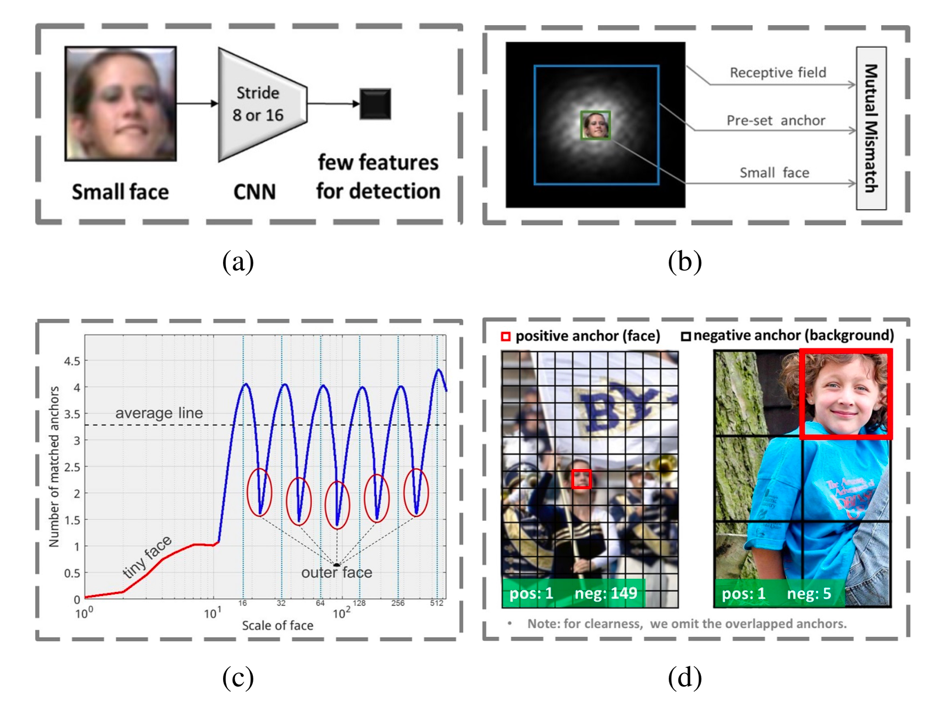 Small face
Stride
8 or 16
CNN
few features
for detection
(a)
Receptive field
Pre-set anchor
Small face
Mutual Mismatch
(b)
Number of matched anchors
4.5
4
3.5
3
2.5
2
1.5
1
0.5
0
average line
tiny face
outer face
10^0
10^1
16
32
64
10^2
128
256
512
Scale of face
(c)
positive anchor (face)
negative anchor (background)
BY
pos: 1 neg: 149
pos: 1 neg: 5
• Note: for clearness, we omit the overlapped anchors.
(d)